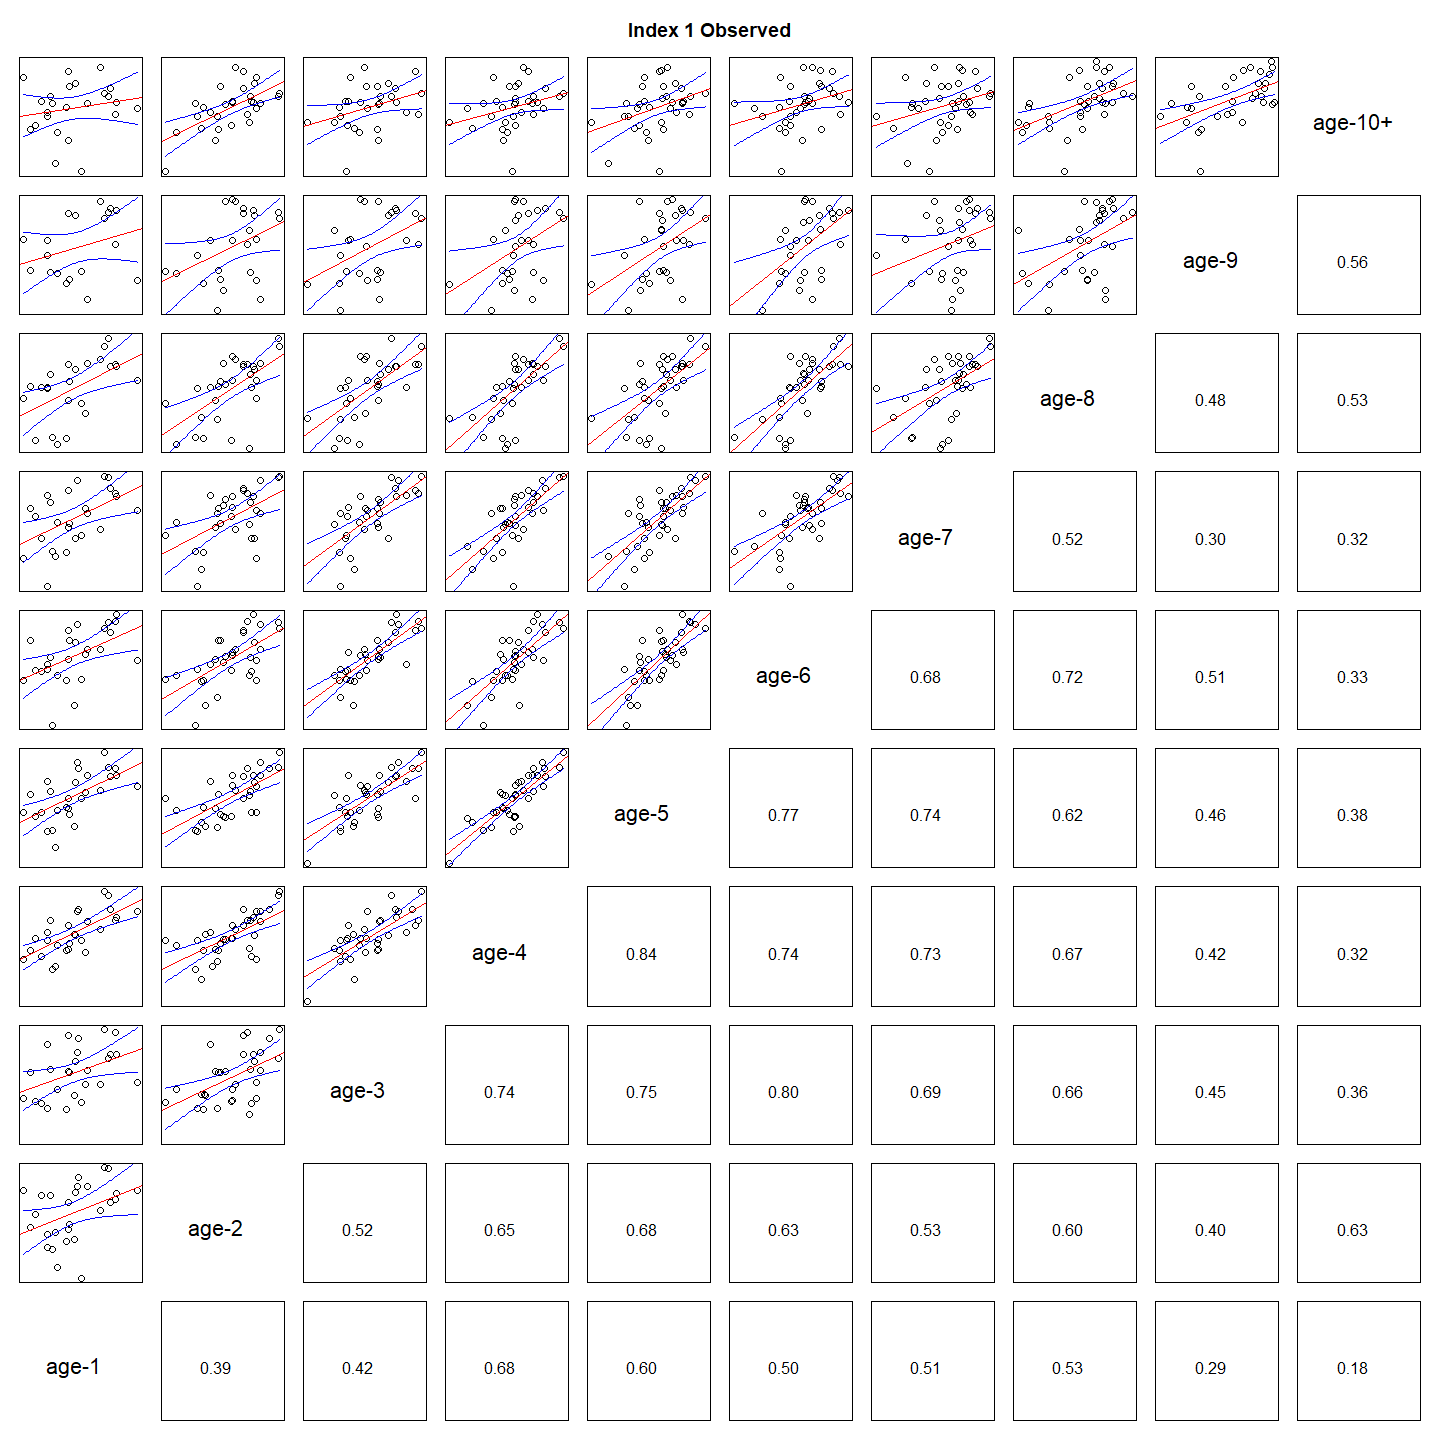 Index 1 Observed
age-10+
age-9 0.56
age-8 0.48 0.53
age-7 0.52 0.30 0.32
age-6 0.68 0.72 0.51 0.33
age-5 0.77 0.74 0.62 0.46 0.38
age-4 0.84 0.74 0.73 0.67 0.42 0.32
age-3 0.74 0.75 0.80 0.69 0.66 0.45 0.36
age-2 0.52 0.65 0.68 0.63 0.53 0.60 0.40 0.63
age-1 0.39 0.42 0.68 0.60 0.50 0.51 0.53 0.29 0.18